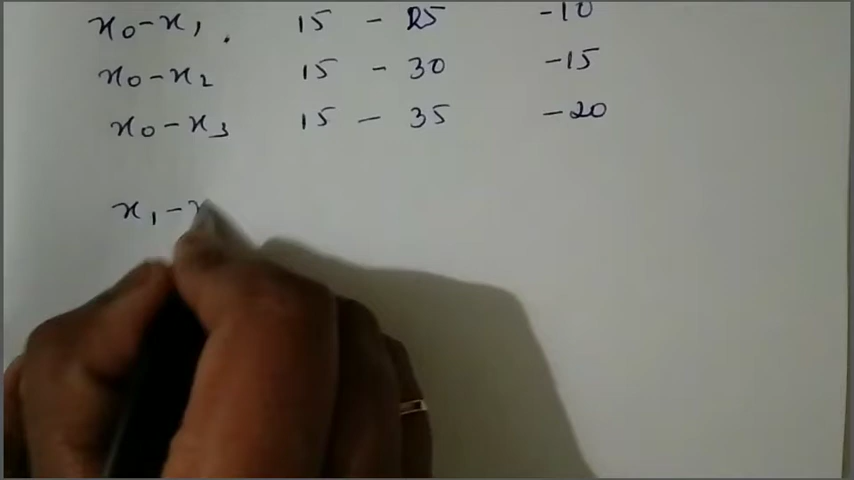 x₀-x₁. 15 - 25 -10
x₀-x₂ 15 - 30 -15
x₀-x₃ 15 - 35 -20
x₁-x